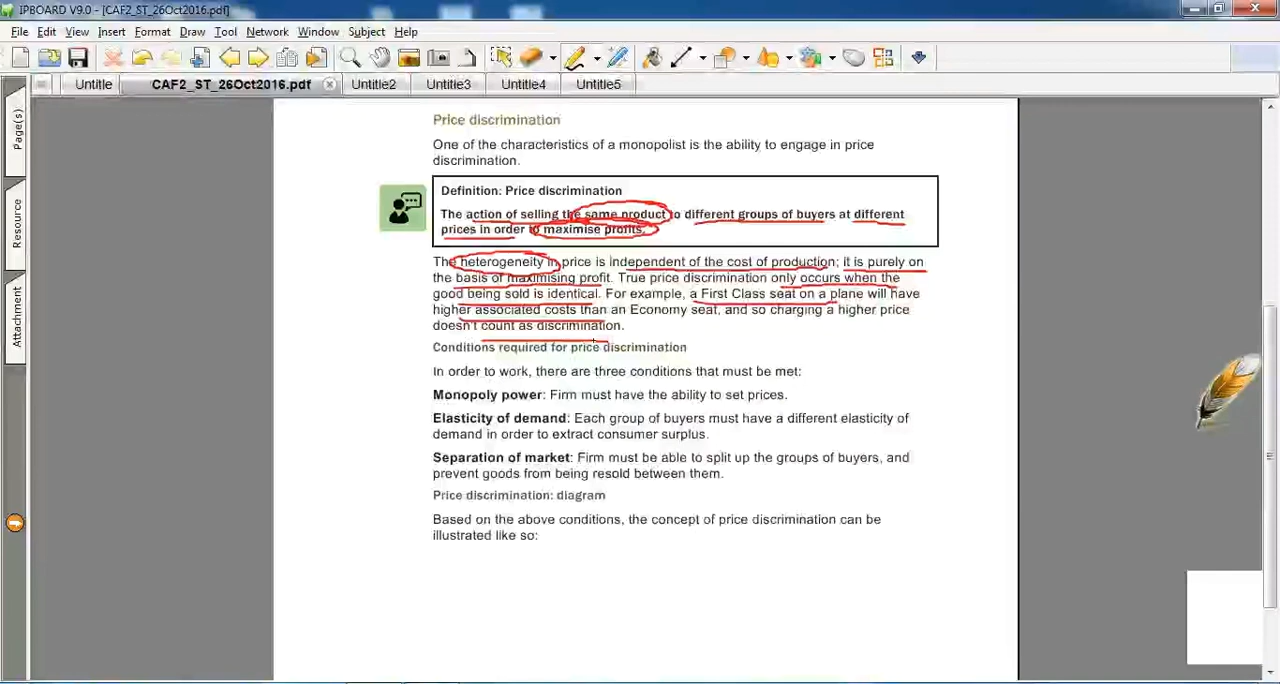 IPBOARD V9.0 - [CAF2_ST_26Oct2016.pdf]
File Edit View Insert Format Draw Tool Network Window Subject Help
Untitle CAF2_ST_26Oct2016.pdf Untitle2 Untitle3 Untitle4 Untitle5
Page(s)
Resource
Attachment
Price discrimination
One of the characteristics of a monopolist is the ability to engage in price
discrimination.
Definition: Price discrimination
The action of selling the same product to different groups of buyers at different
prices in order to maximise profits.
The heterogeneity in price is independent of the cost of production; it is purely on
the basis of maximising profit. True price discrimination only occurs when the
good being sold is identical. For example, a First Class seat on a plane will have
higher associated costs than an Economy seat, and so charging a higher price
doesn't count as discrimination.
Conditions required for price discrimination
In order to work, there are three conditions that must be met:
Monopoly power: Firm must have the ability to set prices.
Elasticity of demand: Each group of buyers must have a different elasticity of
demand in order to extract consumer surplus.
Separation of market: Firm must be able to split up the groups of buyers, and
prevent goods from being resold between them.
Price discrimination: diagram
Based on the above conditions, the concept of price discrimination can be
illustrated like so: